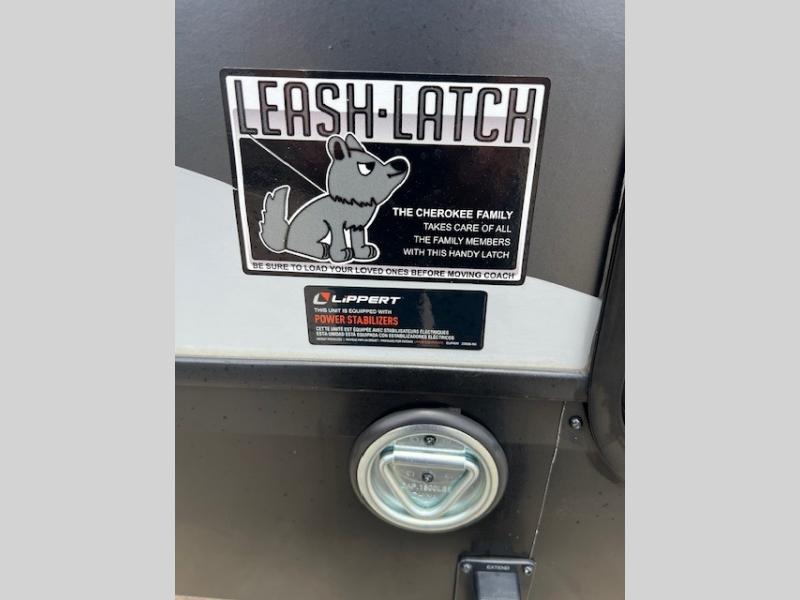 LEASH·LATCH
THE CHEROKEE FAMILY
TAKES CARE OF ALL
THE FAMILY MEMBERS
WITH THIS HANDY LATCH
BE SURE TO LOAD YOUR LOVED ONES BEFORE MOVING COACH
LIPPERT
THIS UNIT IS EQUIPPED WITH
POWER STABILIZERS
CETTE UNITÉ EST ÉQUIPÉE AVEC STABILISATEURS ÉLECTRIQUES
ESTA UNIDAD ESTÁ EQUIPADA CON ESTABILIZADORES ELÉCTRICOS
EXTEND